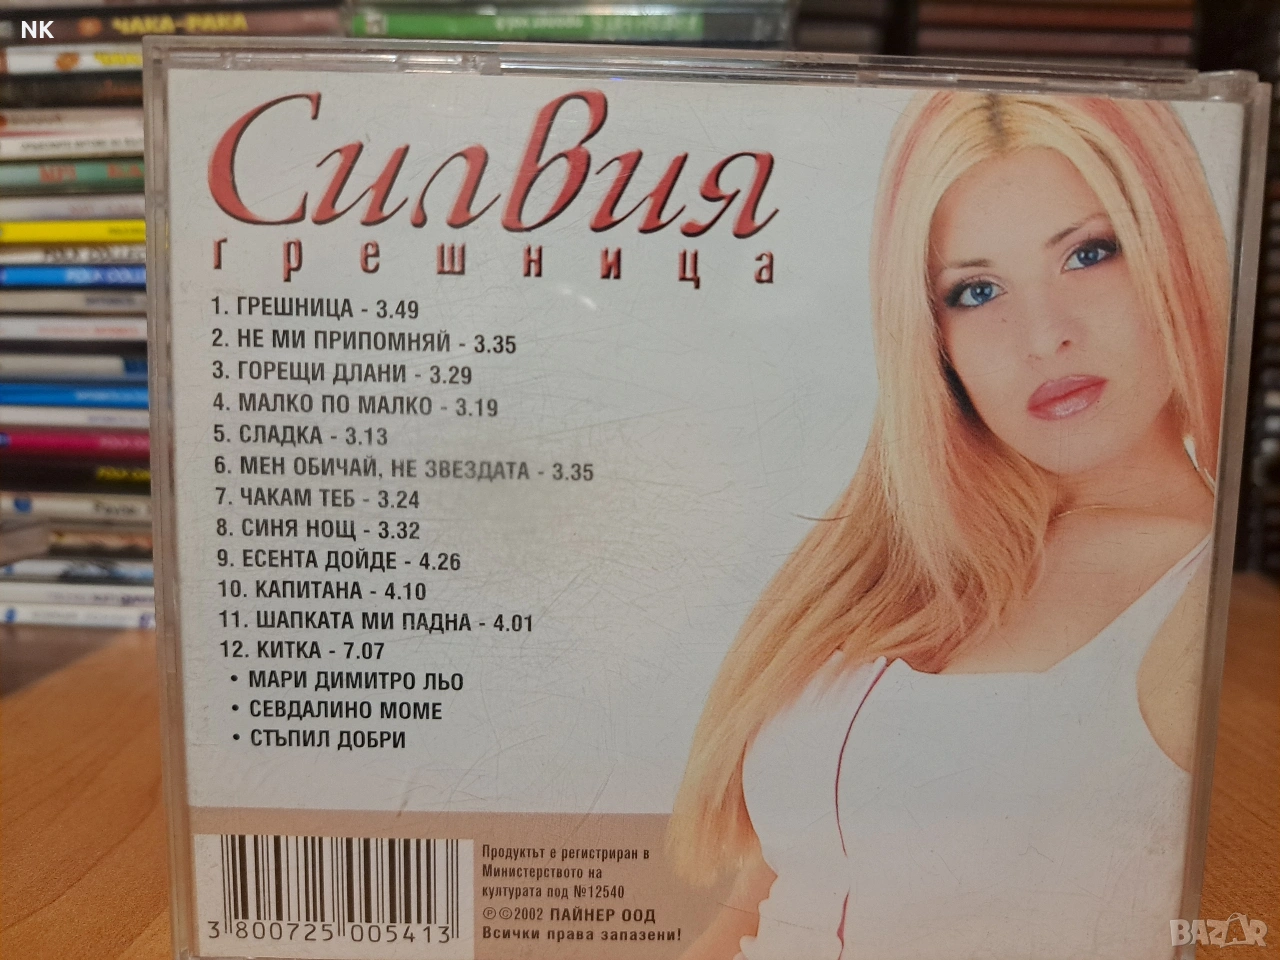 NK
ЧАКА-РАКА
Силвия
грешница
1. ГРЕШНИЦА - 3.49
2. НЕ МИ ПРИПОМНЯЙ - 3.35
3. ГОРЕЩИ ДЛАНИ - 3.29
4. МАЛКО ПО МАЛКО - 3.19
5. СЛАДКА - 3.13
6. МЕН ОБИЧАЙ, НЕ ЗВЕЗДАТА - 3.35
7. ЧАКАМ ТЕБ - 3.24
8. СИНЯ НОЩ - 3.32
9. ЕСЕНТА ДОЙДЕ - 4.26
10. КАПИТАНА - 4.10
11. ШАПКАТА МИ ПАДНА - 4.01
12. КИТКА - 7.07
• МАРИ ДИМИТРО ЛЬО
• СЕВДАЛИНО МОМЕ
• СТЪПИЛ ДОБРИ
Продуктът е регистриран в
Министерството на
културата под №12540
℗©2002 ПАЙНЕР ООД
Всички права запазени!
3 800725 005413
BAZAR